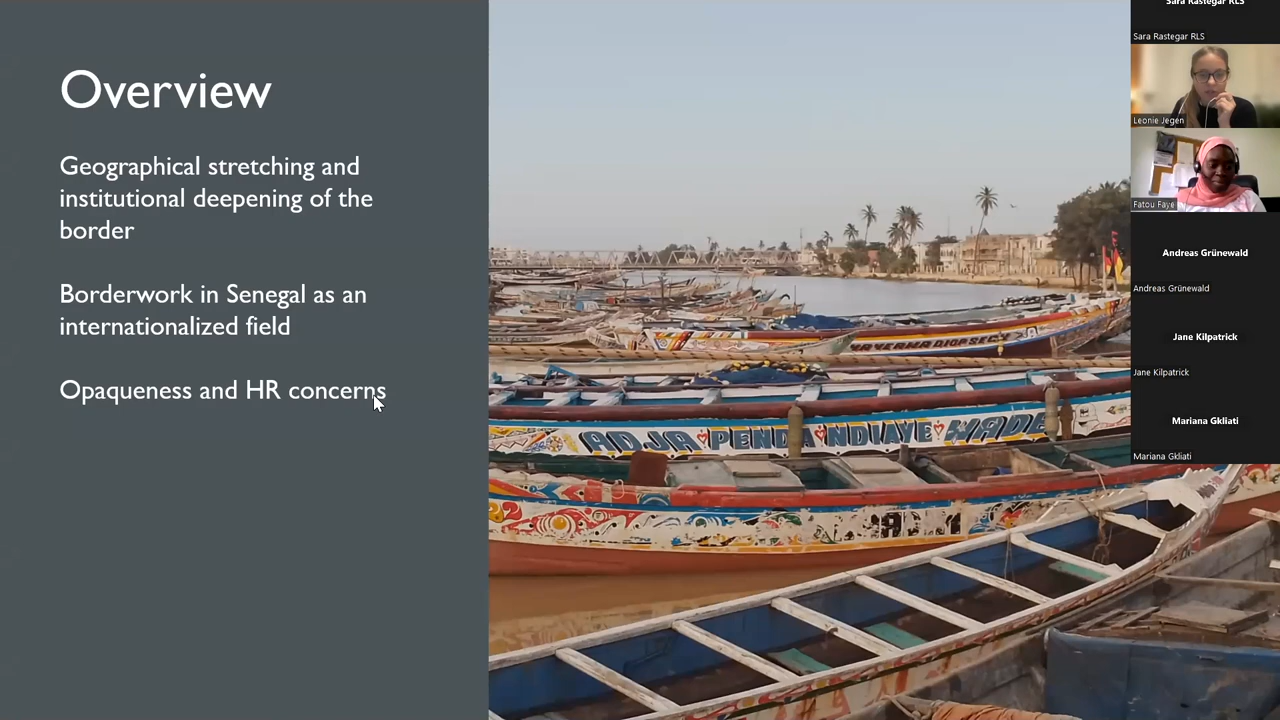 Overview
Geographical stretching and
institutional deepening of the
border
Borderwork in Senegal as an
internationalized field
Opaqueness and HR concerns
ADJA PENDA NDIAYE WADE
Sara Rastegar RLS
Sara Rastegar RLS
Leonie Jegen
Fatou Faye
Andreas Grünewald
Andreas Grünewald
Jane Kilpatrick
Jane Kilpatrick
Mariana Gkliati
Mariana Gkliati